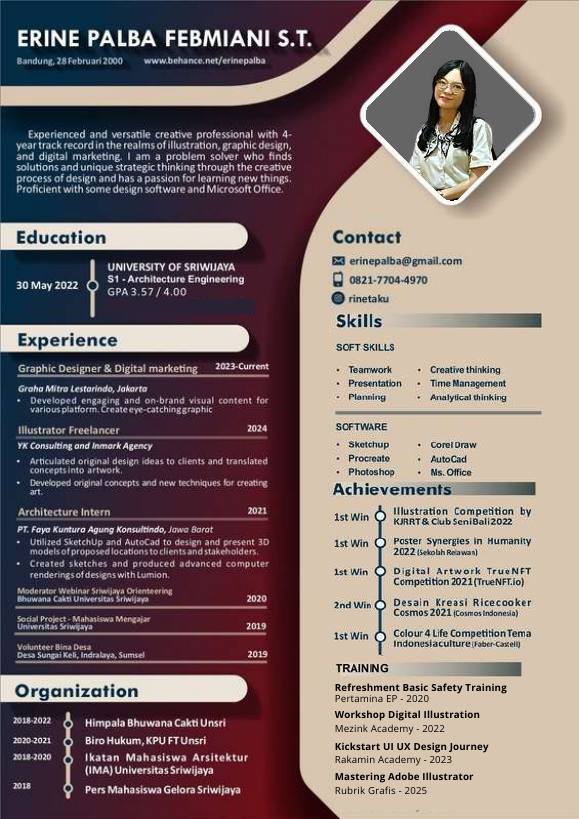 ERINE PALBA FEBMIANI S.T.
Bandung, 28 Februari 2000 www.behance.net/erinepalba
Experienced and versatile creative professional with 4-
year track record in the realms of illustration, graphic design,
and digital marketing. I am a problem solver who finds
solutions and unique strategic thinking through the creative
process of design and has a passion for learning new things.
Proficient with some design software and Microsoft Office.
Education
30 May 2022
UNIVERSITY OF SRIWIJAYA
S1 - Architecture Engineering
GPA 3.57 / 4.00
Experience
Graphic Designer & Digital marketing 2023-Current
Graha Mitra Lestarindo, Jakarta
• Developed engaging and on-brand visual content for
various platform. Create eye-catching graphic
Illustrator Freelancer 2024
YK Consulting and Inmark Agency
• Articulated original design ideas to clients and translated
concepts into artwork.
• Developed original concepts and new techniques for creating
art.
Architecture Intern 2021
PT. Faya Kuntura Agung Konsultindo, Jawa Barat
• Utilized SketchUp and AutoCad to design and present 3D
models of proposed locations to clients and stakeholders.
• Created sketches and produced advanced computer
renderings of designs with Lumion.
Moderator Webinar Sriwijaya Orienteering
Bhuwana Cakti Universitas Sriwijaya 2020
Social Project - Mahasiswa Mengajar
Universitas Sriwijaya 2019
Volunteer Bina Desa
Desa Sungai Keli, Indralaya, Sumsel 2019
Organization
2018-2022 Himpala Bhuwana Cakti Unsri
2020-2021 Biro Hukum, KPU FT Unsri
2018-2020 Ikatan Mahasiswa Arsitektur
(IMA) Universitas Sriwijaya
2018 Pers Mahasiswa Gelora Sriwijaya
Contact
erinepalba@gmail.com
0821-7704-4970
rinetaku
Skills
SOFT SKILLS
• Teamwork • Creative thinking
• Presentation • Time Management
• Planning • Analytical thinking
SOFTWARE
• Sketchup • Corel Draw
• Procreate • AutoCad
• Photoshop • Ms. Office
Achievements
1st Win Illustration Competition by
KJRRT & Club Seni Bali 2022
1st Win Poster Synergies in Humanity
2022 (Sekolah Relawan)
1st Win Digital Artwork TrueNFT
Competition 2021 (TrueNFT.io)
2nd Win Desain Kreasi Ricecooker
Cosmos 2021 (Cosmos Indonesia)
1st Win Colour 4 Life Competition Tema
Indonesiaculture (Faber-Castell)
TRAINING
Refreshment Basic Safety Training
Pertamina EP - 2020
Workshop Digital Illustration
Mezink Academy - 2022
Kickstart UI UX Design Journey
Rakamin Academy - 2023
Mastering Adobe Illustrator
Rubrik Grafis - 2025